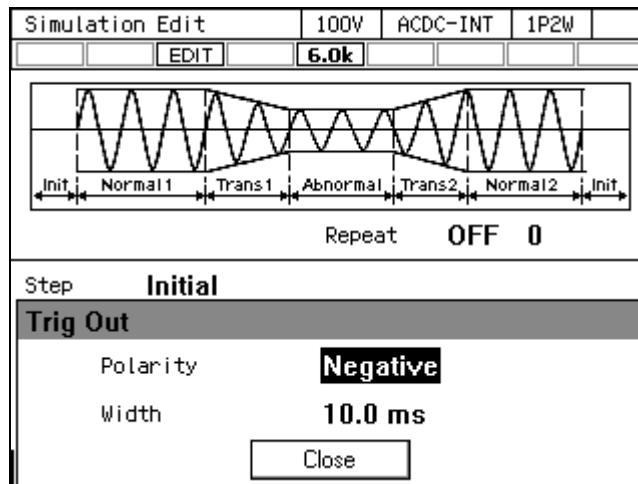 Simulation Edit 100V ACDC-INT 1P2W
EDIT 6.0k
Init Normal1 Trans1 Abnormal Trans2 Normal2 Init
Repeat OFF 0
Step Initial
Trig Out
Polarity Negative
Width 10.0 ms
Close